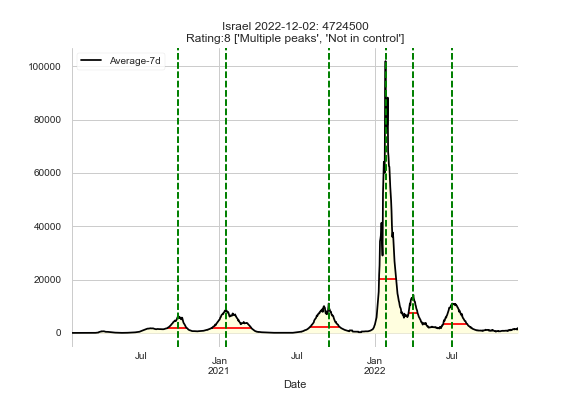 Israel 2022-12-02: 4724500
Rating:8 ['Multiple peaks', 'Not in control']
Average-7d
100000
80000
60000
40000
20000
0
Jul
Jan
2021
Jul
Jan
2022
Jul
Date